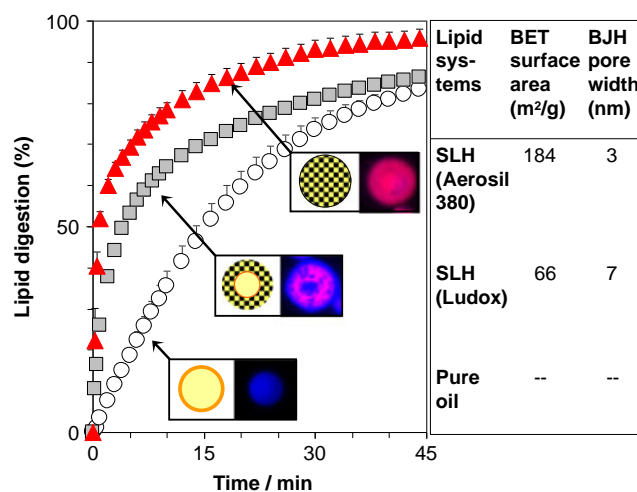 100
50
0
Lipid digestion (%)
0 15 30 45
Time / min
Lipid BET BJH
sys- surface pore
tems area width
(m²/g) (nm)
SLH 184 3
(Aerosil
380)
SLH 66 7
(Ludox)
Pure -- --
oil